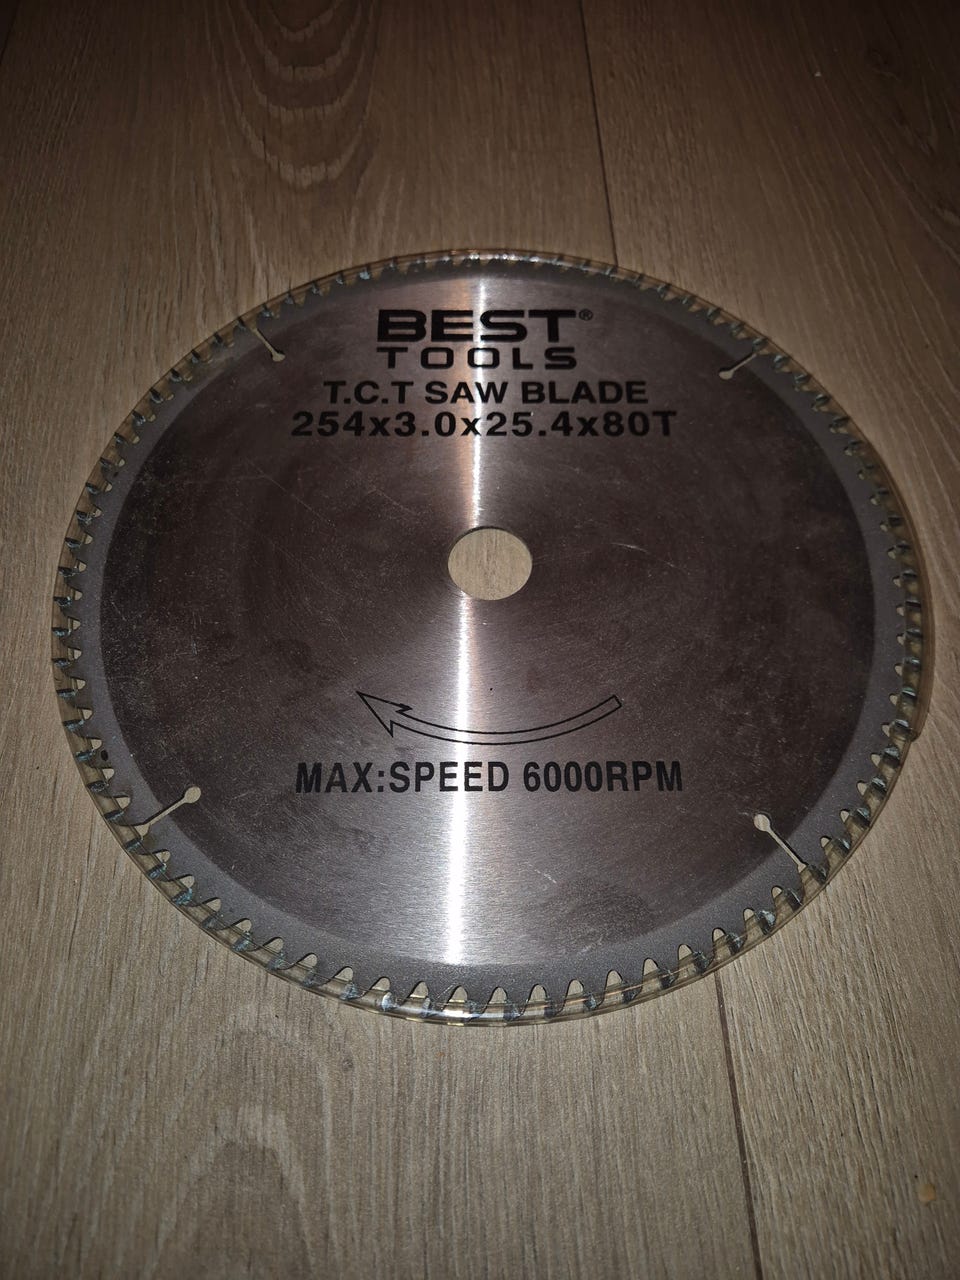 BEST®
TOOLS
T.C.T SAW BLADE
254x3.0x25.4x80T
MAX:SPEED 6000RPM